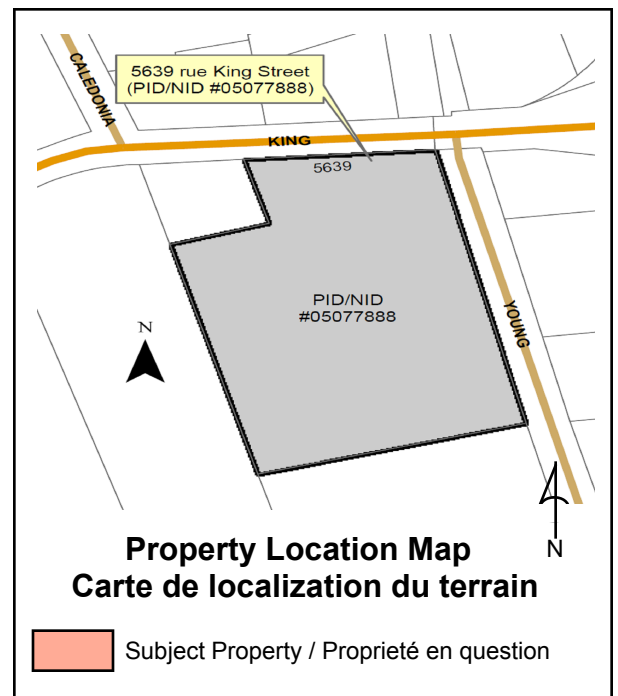 CALEDONIA
5639 rue King Street
(PID/NID #05077888)
KING
5639
PID/NID
#05077888
YOUNG
N
N
Property Location Map
Carte de localization du terrain
Subject Property / Proprieté en question